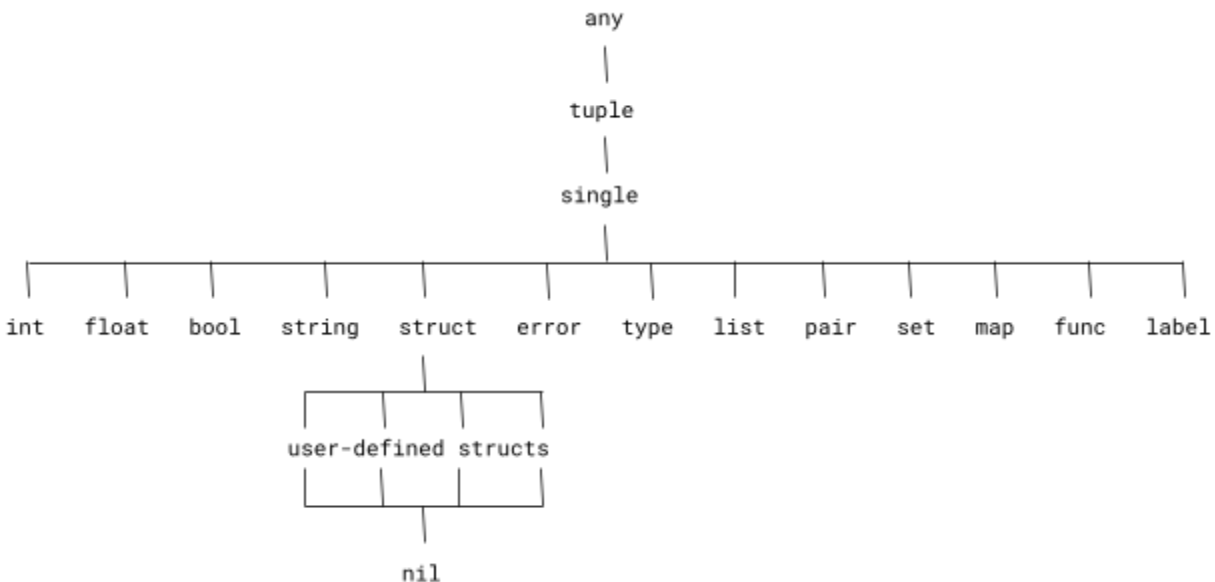 any
tuple
single
int float bool string struct error type list pair set map func label
user-defined structs
nil